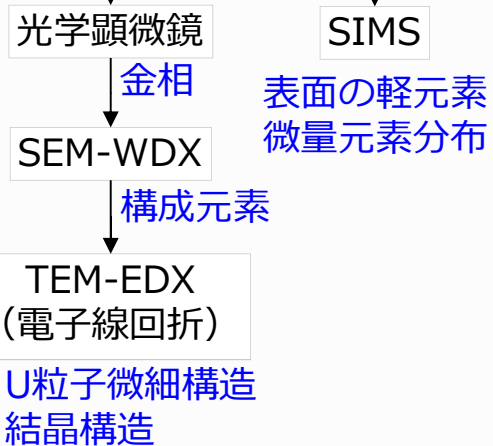 光学顕微鏡
金相
SEM-WDX
構成元素
TEM-EDX
(電子線回折)
U粒子微細構造
結晶構造
SIMS
表面の軽元素
微量元素分布